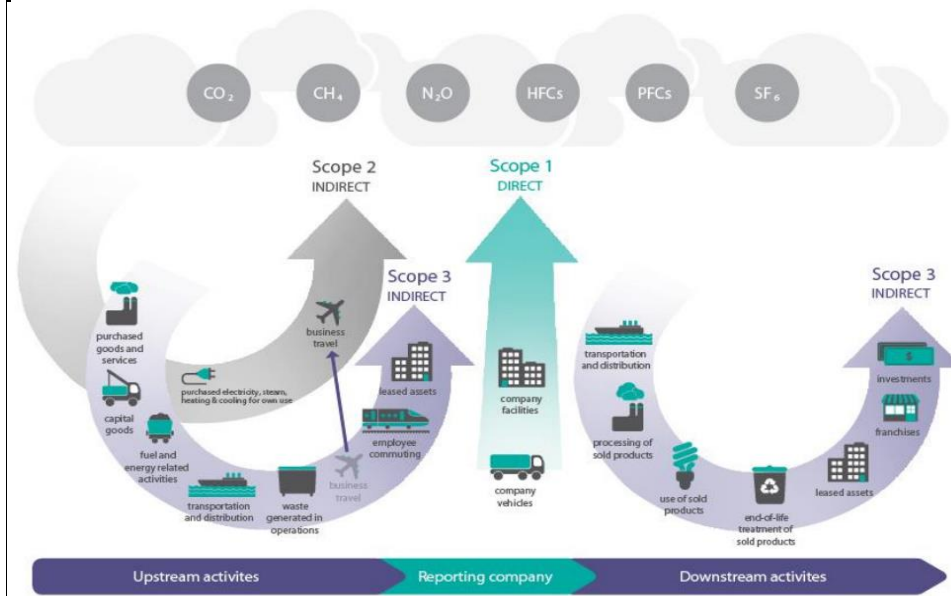 CO₂
CH₄
N₂O
HFCs
PFCs
SF₆
Scope 2
INDIRECT
Scope 1
DIRECT
Scope 3
INDIRECT
Scope 3
INDIRECT
purchased
goods and
services
capital
goods
fuel and
energy related
activities
transportation
and distribution
waste
generated in
operations
business
travel
purchased electricity, steam,
heating & cooling for own use
business
travel
employee
commuting
leased assets
company
facilities
company
vehicles
transportation
and distribution
processing of
sold products
use of sold
products
end-of-life
treatment of
sold products
leased assets
franchises
$
investments
Upstream activites
Reporting company
Downstream activites